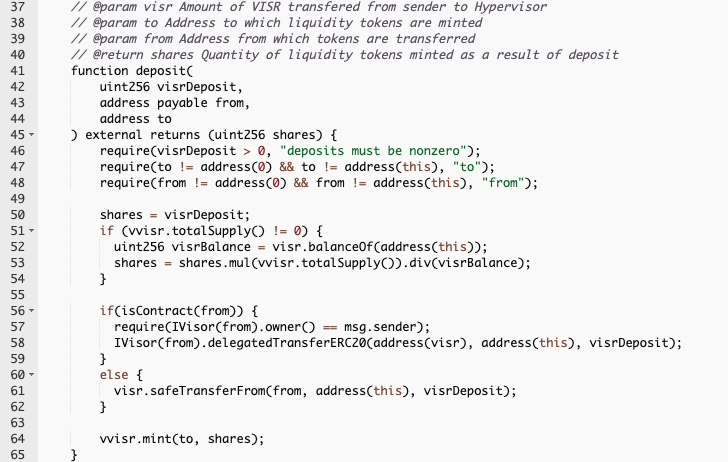 37 // @param visr Amount of VISR transfered from sender to Hypervisor
38 // @param to Address to which liquidity tokens are minted
39 // @param from Address from which tokens are transferred
40 // @return shares Quantity of liquidity tokens minted as a result of deposit
41 function deposit(
42 uint256 visrDeposit,
43 address payable from,
44 address to
45 ) external returns (uint256 shares) {
46 require(visrDeposit > 0, "deposits must be nonzero");
47 require(to != address(0) && to != address(this), "to");
48 require(from != address(0) && from != address(this), "from");
49
50 shares = visrDeposit;
51 if (vvisr.totalSupply() != 0) {
52 uint256 visrBalance = visr.balanceOf(address(this));
53 shares = shares.mul(vvisr.totalSupply()).div(visrBalance);
54 }
55
56 if(isContract(from)) {
57 require(IVisor(from).owner() == msg.sender);
58 IVisor(from).delegatedTransferERC20(address(visr), address(this), visrDeposit);
59 }
60 else {
61 visr.safeTransferFrom(from, address(this), visrDeposit);
62 }
63
64 vvisr.mint(to, shares);
65 }